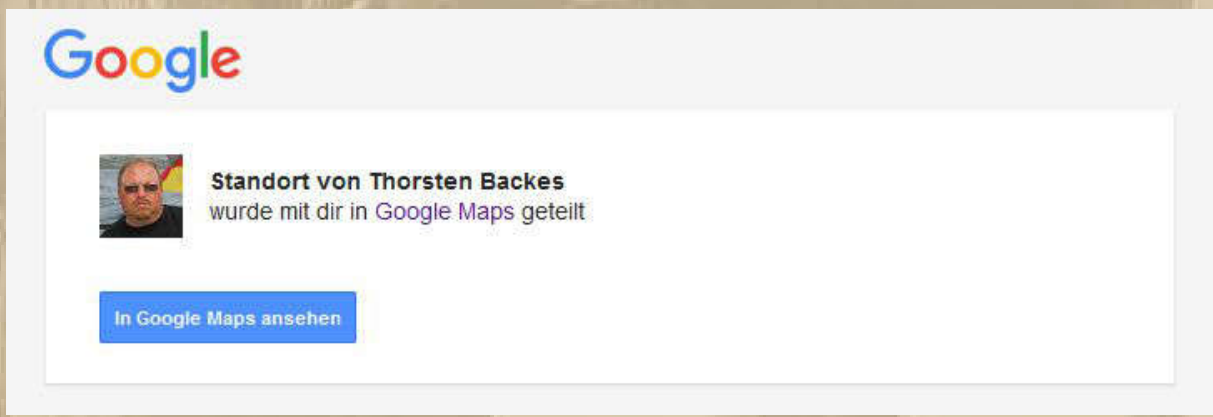 Google
Standort von Thorsten Backes
wurde mit dir in Google Maps geteilt
In Google Maps ansehen